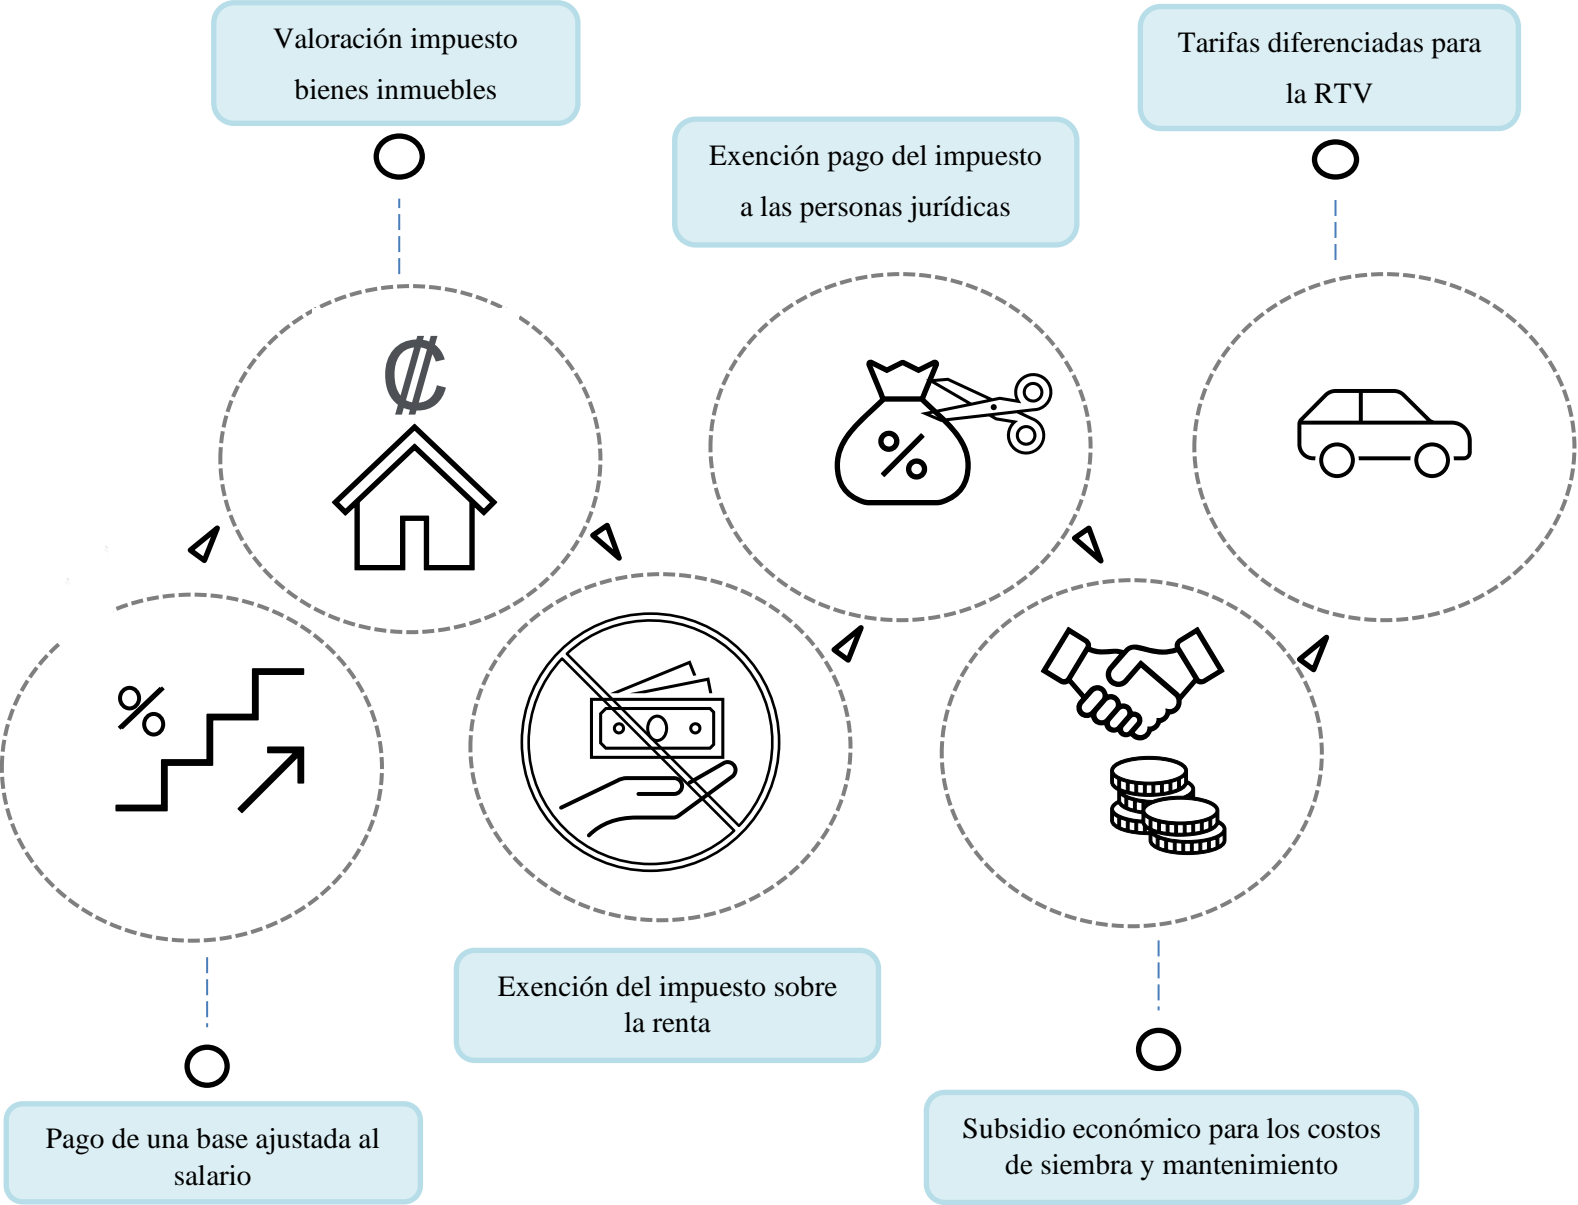 Valoración impuesto
bienes inmuebles
Tarifas diferenciadas para
la RTV
Exención pago del impuesto
a las personas jurídicas
₡
%
%
Exención del impuesto sobre
la renta
Pago de una base ajustada al
salario
Subsidio económico para los costos
de siembra y mantenimiento